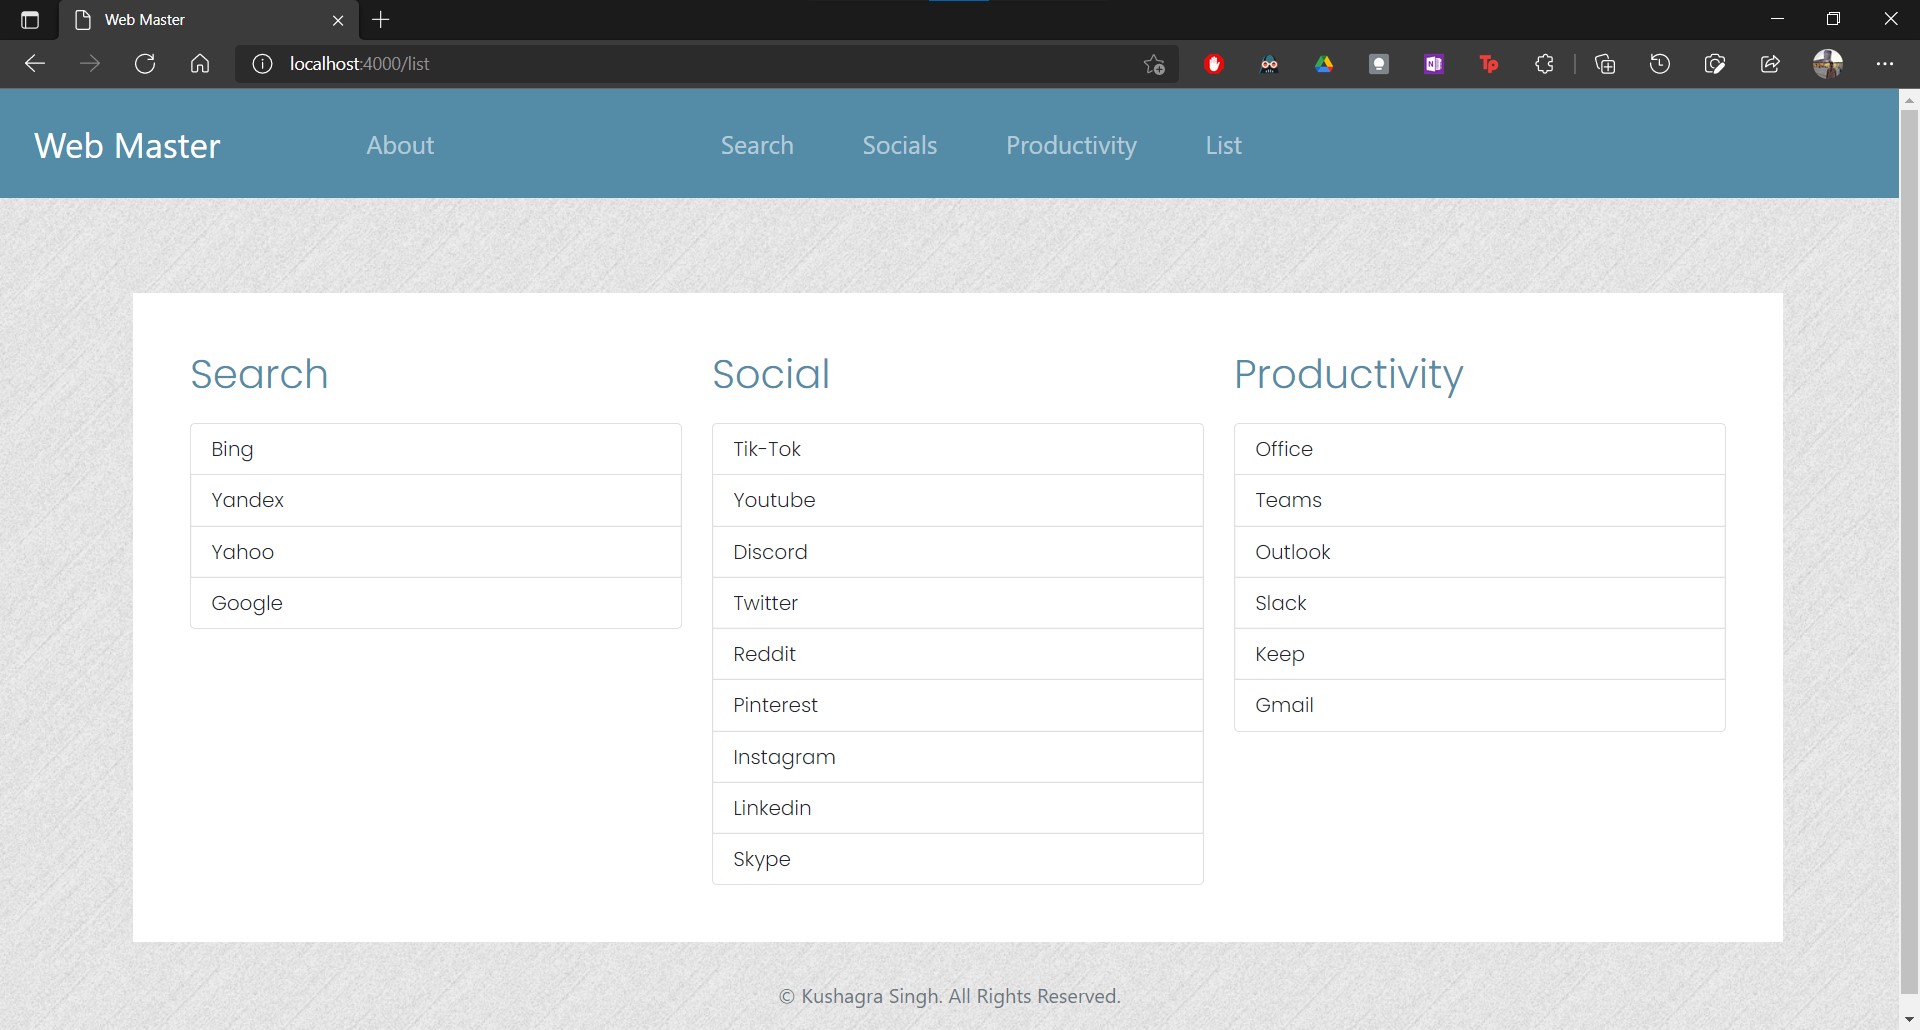 Web Master
localhost:4000/list
Web Master About Search Socials Productivity List
Search
Bing
Yandex
Yahoo
Google
Social
Tik-Tok
Youtube
Discord
Twitter
Reddit
Pinterest
Instagram
Linkedin
Skype
Productivity
Office
Teams
Outlook
Slack
Keep
Gmail
© Kushagra Singh. All Rights Reserved.